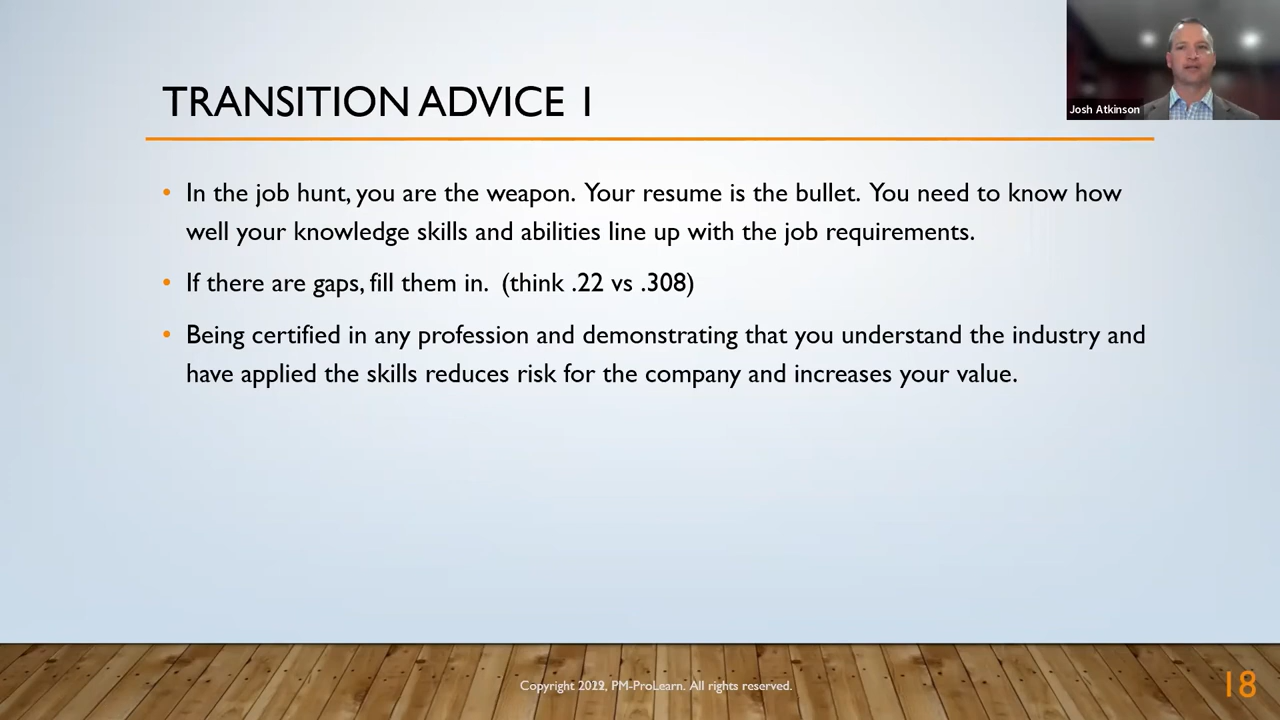 TRANSITION ADVICE 1
Josh Atkinson
• In the job hunt, you are the weapon. Your resume is the bullet. You need to know how
well your knowledge skills and abilities line up with the job requirements.
• If there are gaps, fill them in. (think .22 vs .308)
• Being certified in any profession and demonstrating that you understand the industry and
have applied the skills reduces risk for the company and increases your value.
Copyright PM-ProLearn. All rights reserved.
18